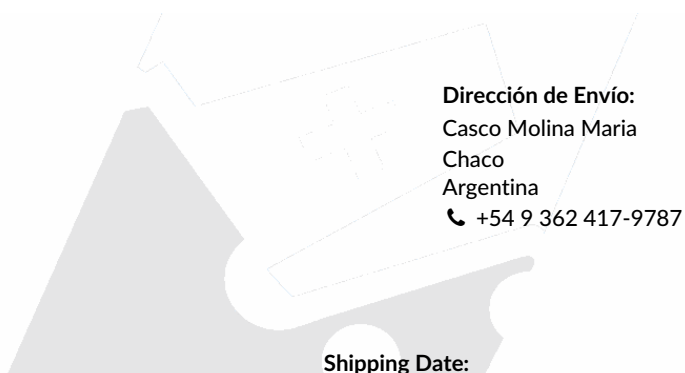 Dirección de Envío:
Casco Molina Maria
Chaco
Argentina
+54 9 362 417-9787
Shipping Date: